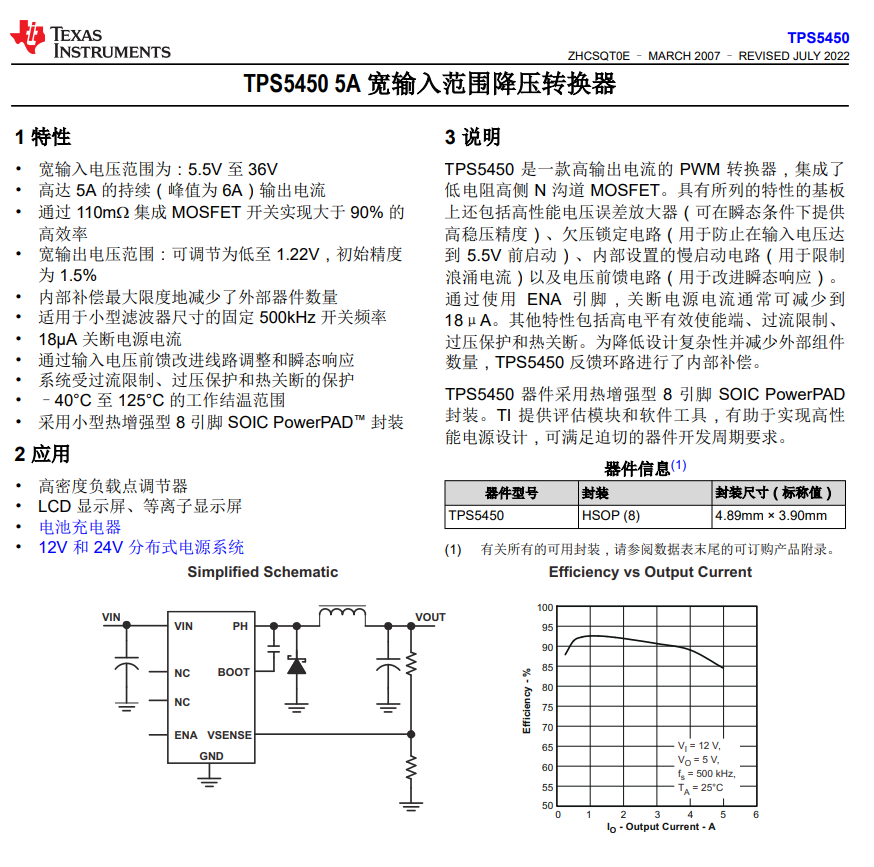 TEXAS
INSTRUMENTS
TPS5450
ZHCSQT0E – MARCH 2007 – REVISED JULY 2022
TPS5450 5A 宽输入范围降压转换器
1 特性
• 宽输入电压范围为：5.5V 至 36V
• 高达 5A 的持续（峰值为 6A）输出电流
• 通过 110mΩ 集成 MOSFET 开关实现大于 90% 的
高效率
• 宽输出电压范围：可调节为低至 1.22V，初始精度
为 1.5%
• 内部补偿最大限度地减少了外部器件数量
• 适用于小型滤波器尺寸的固定 500kHz 开关频率
• 18μA 关断电源电流
• 通过输入电压前馈改进线路调整和瞬态响应
• 系统受过流限制、过压保护和热关断的保护
• –40°C 至 125°C 的工作结温范围
• 采用小型热增强型 8 引脚 SOIC PowerPAD™ 封装
2 应用
• 高密度负载点调节器
• LCD 显示屏、等离子显示屏
• 电池充电器
• 12V 和 24V 分布式电源系统
3 说明
TPS5450 是一款高输出电流的 PWM 转换器，集成了
低电阻高侧 N 沟道 MOSFET。具有所列的特性的基板
上还包括高性能电压误差放大器（可在瞬态条件下提供
高稳压精度）、欠压锁定电路（用于防止在输入电压达
到 5.5V 前启动）、内部设置的慢启动电路（用于限制
浪涌电流）以及电压前馈电路（用于改进瞬态响应）。
通过使用 ENA 引脚，关断电源电流通常可减少到
18 μ A。其他特性包括高电平有效使能端、过流限制、
过压保护和热关断。为降低设计复杂性并减少外部组件
数量，TPS5450 反馈环路进行了内部补偿。
TPS5450 器件采用热增强型 8 引脚 SOIC PowerPAD
封装。TI 提供评估模块和软件工具，有助于实现高性
能电源设计，可满足迫切的器件开发周期要求。
器件信息(1)
器件型号 封装 封装尺寸（标称值）
TPS5450 HSOP (8) 4.89mm × 3.90mm
(1) 有关所有的可用封装，请参阅数据表末尾的可订购产品附录。
Simplified Schematic
VIN
VIN
PH
VOUT
NC
BOOT
NC
ENA
VSENSE
GND
Efficiency vs Output Current
Efficiency - %
100
95
90
85
80
75
70
65
60
55
50
VI = 12 V,
VO = 5 V,
fs = 500 kHz,
TA = 25°C
0 1 2 3 4 5 6
IO - Output Current - A